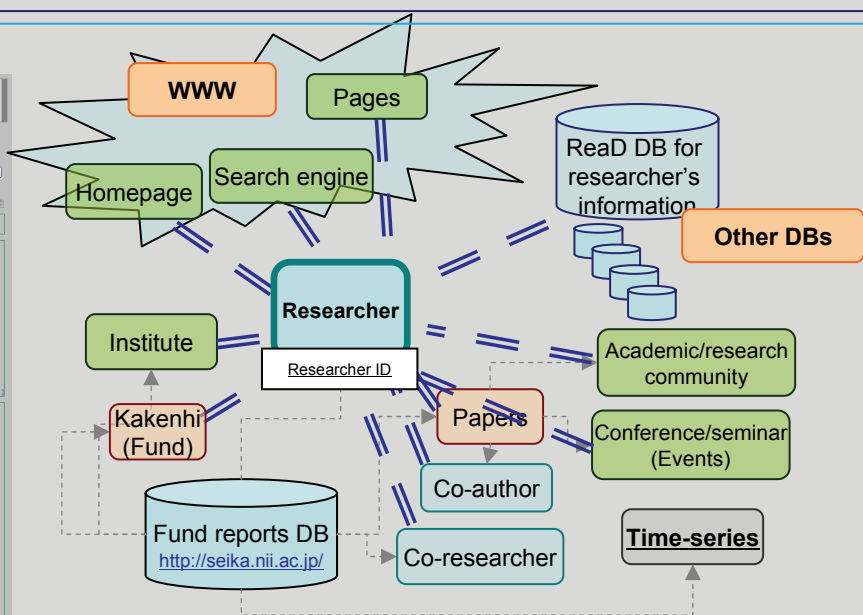 WWW
Pages
Homepage
Search engine
ReaD DB for
researcher's
information
Other DBs
Researcher
Researcher ID
Institute
Academic/research
community
Kakenhi
(Fund)
Papers
Conference/seminar
(Events)
Co-author
Fund reports DB
http://seika.nii.ac.jp/
Co-researcher
Time-series